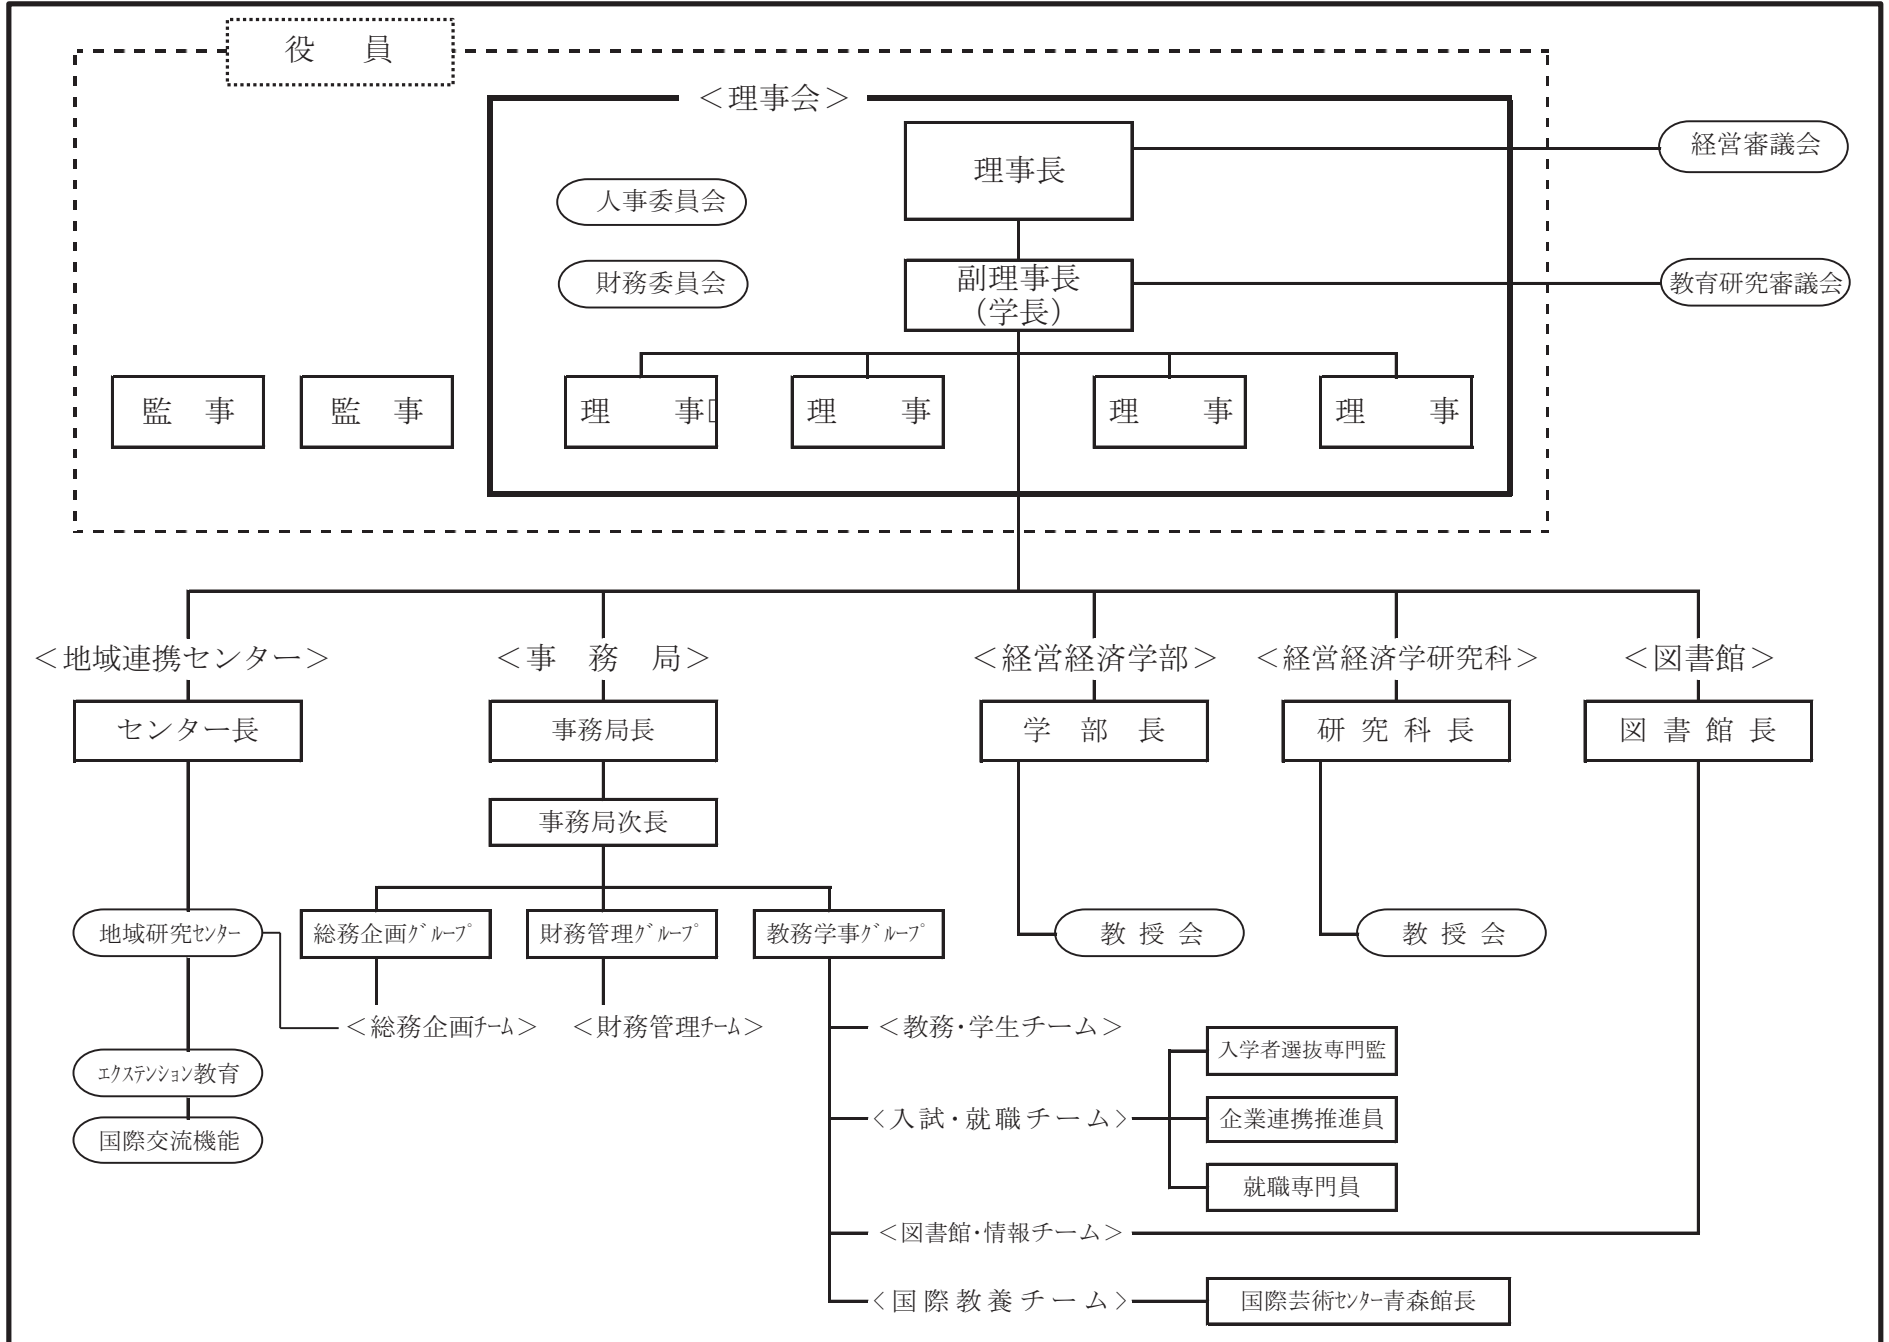 役　員
＜理事会＞
理事長
経営審議会
人事委員会
財務委員会
副理事長
（学長）
教育研究審議会
監　事
監　事
理　　事
理　　事
理　　事
理　　事
＜地域連携センター＞
＜事　務　局＞
＜経営経済学部＞
＜経営経済学研究科＞
＜図書館＞
センター長
事務局長
学　部　長
研 究 科 長
図 書 館 長
事務局次長
地域研究ｾﾝﾀｰ
総務企画ｸﾞﾙｰﾌﾟ
財務管理ｸﾞﾙｰﾌﾟ
教務学事ｸﾞﾙｰﾌﾟ
教 授 会
教 授 会
＜総務企画ﾁｰﾑ＞
＜財務管理ﾁｰﾑ＞
＜教務・学生チーム＞
入学者選抜専門監
ｴｸｽﾃﾝｼｮﾝ教育
＜入試・就職チーム＞
企業連携推進員
国際交流機能
就職専門員
＜図書館・情報チーム＞
＜国際教養チーム＞
国際芸術ｾﾝﾀｰ青森館長